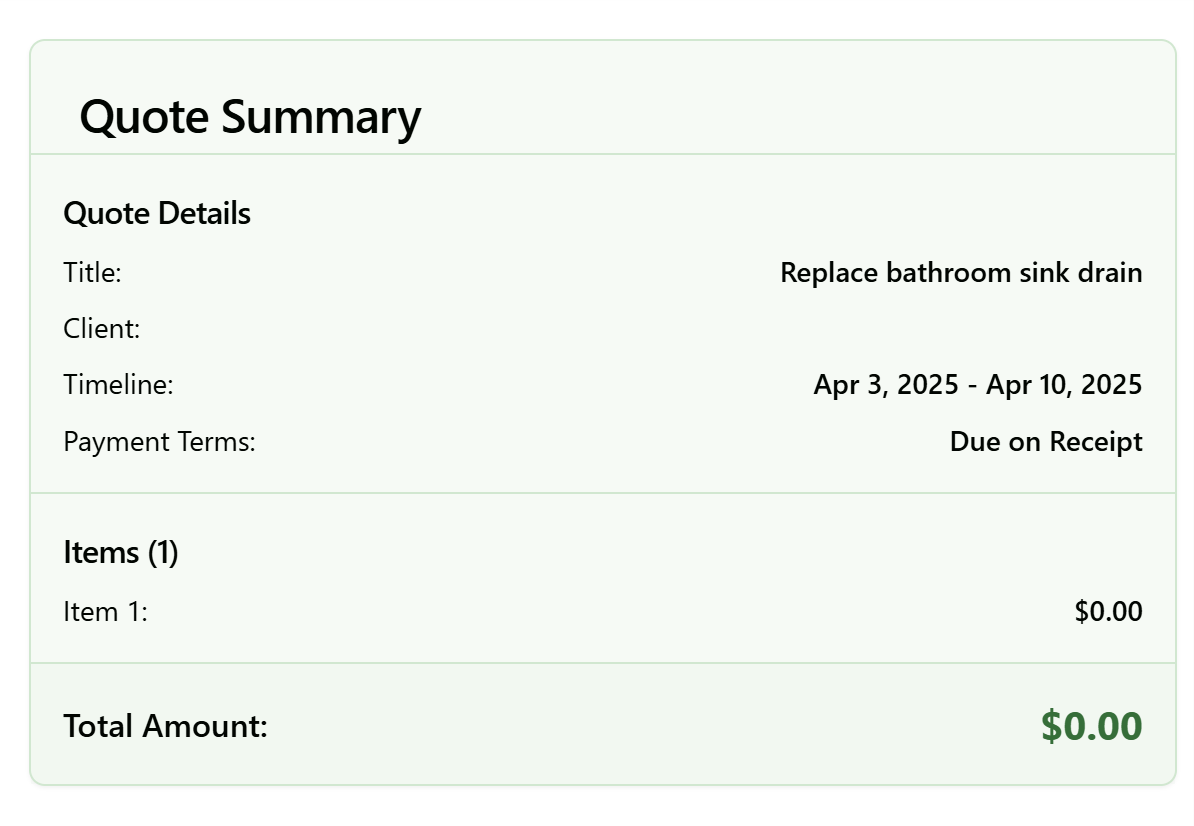 Quote Summary
Quote Details
Title: Replace bathroom sink drain
Client:
Timeline: Apr 3, 2025 - Apr 10, 2025
Payment Terms: Due on Receipt
Items (1)
Item 1: $0.00
Total Amount: $0.00